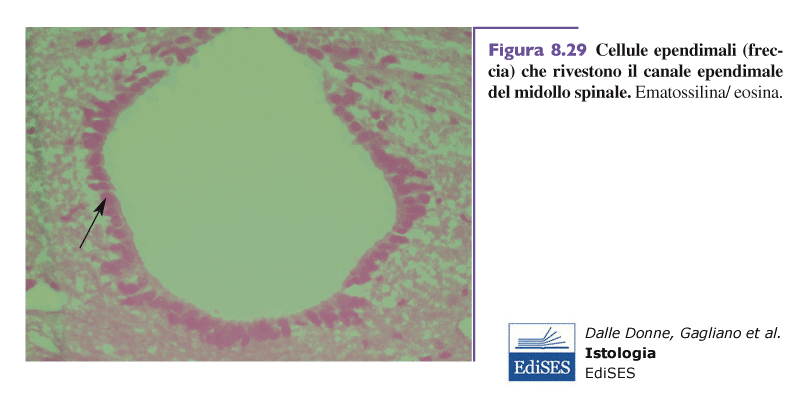 Figura 8.29 Cellule ependimali (frec-
cia) che rivestono il canale ependimale
del midollo spinale. Ematossilina/ eosina.
EdiSES
Dalle Donne, Gagliano et al.
Istologia
EdiSES